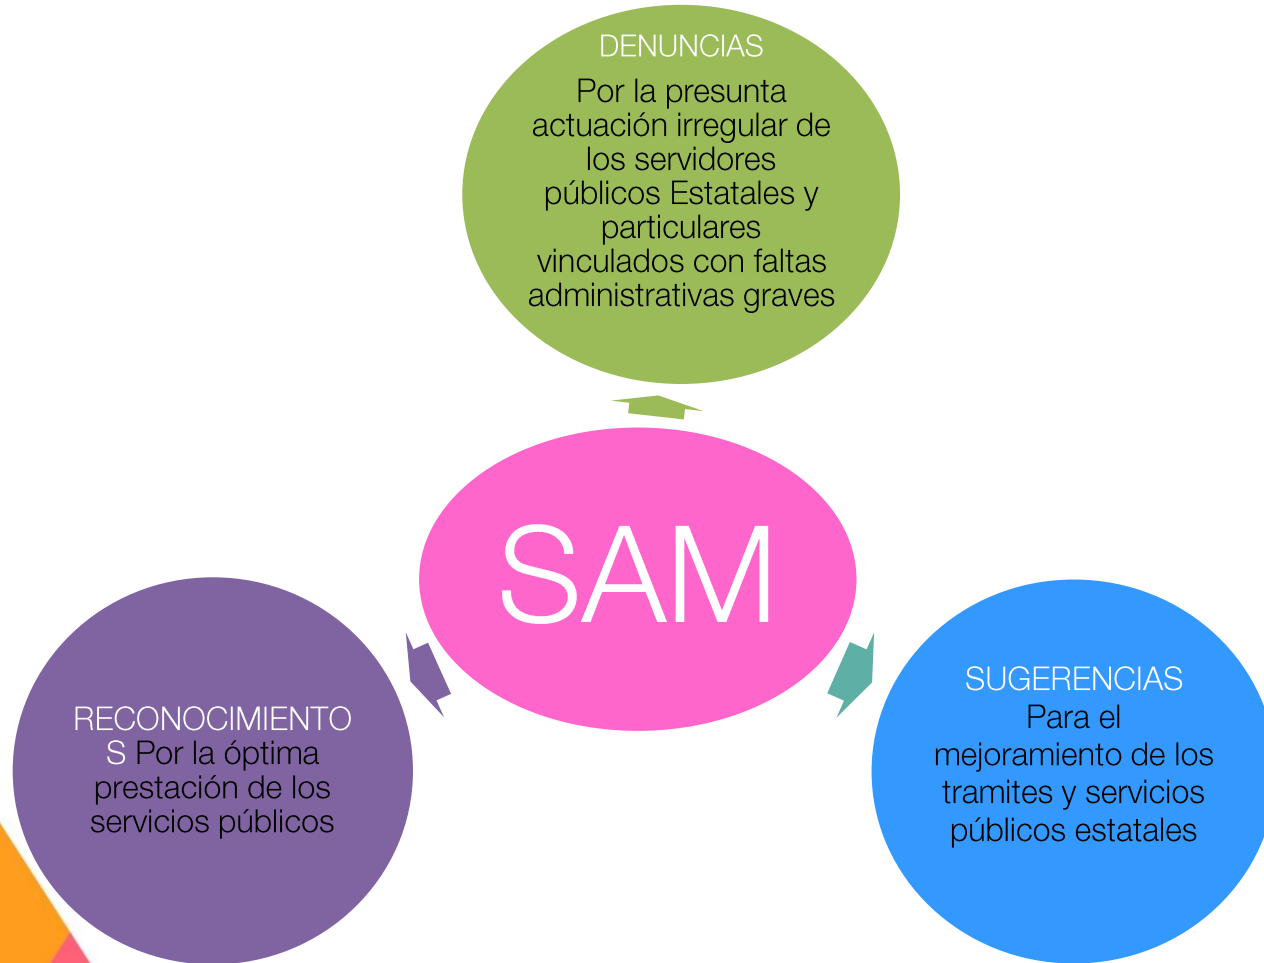 DENUNCIAS
Por la presunta
actuación irregular de
los servidores
públicos Estatales y
particulares
vinculados con faltas
administrativas graves
SAM
RECONOCIMIENTO
S Por la óptima
prestación de los
servicios públicos
SUGERENCIAS
Para el
mejoramiento de los
tramites y servicios
públicos estatales